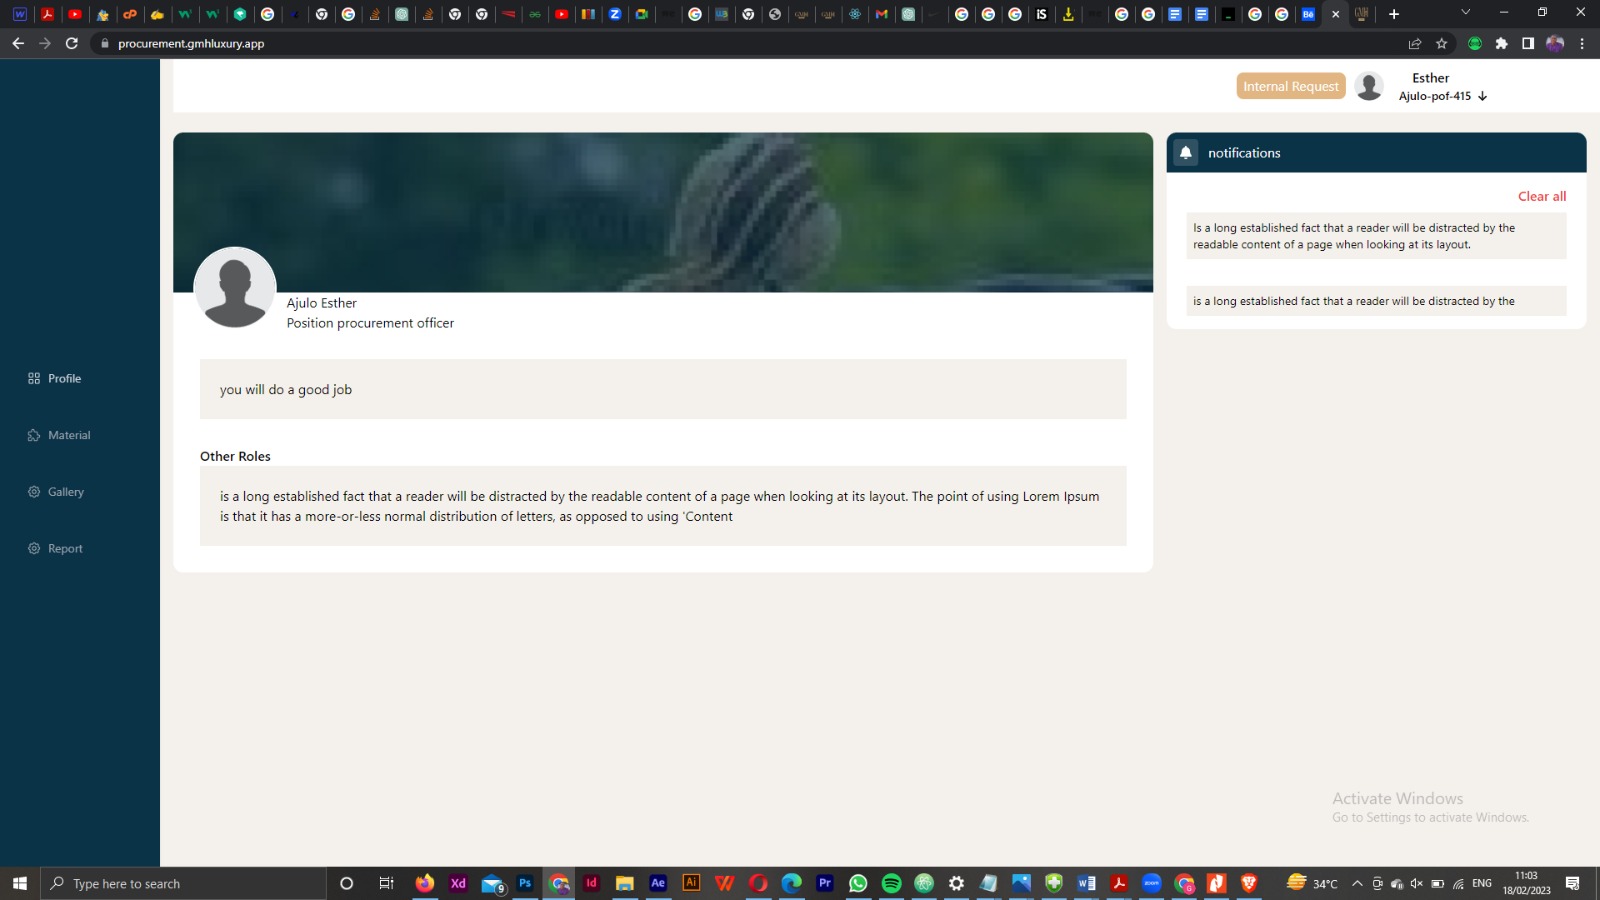 procurement.gmhluxury.app
Internal Request
Esther
Ajulo-pof-415
notifications
Clear all
Is a long established fact that a reader will be distracted by the
readable content of a page when looking at its layout.
is a long established fact that a reader will be distracted by the
Ajulo Esther
Position procurement officer
you will do a good job
Other Roles
is a long established fact that a reader will be distracted by the readable content of a page when looking at its layout. The point of using Lorem Ipsum
is that it has a more-or-less normal distribution of letters, as opposed to using 'Content
Profile
Material
Gallery
Report
Activate Windows
Go to Settings to activate Windows.
Type here to search
34°C
ENG
11:03
18/02/2023